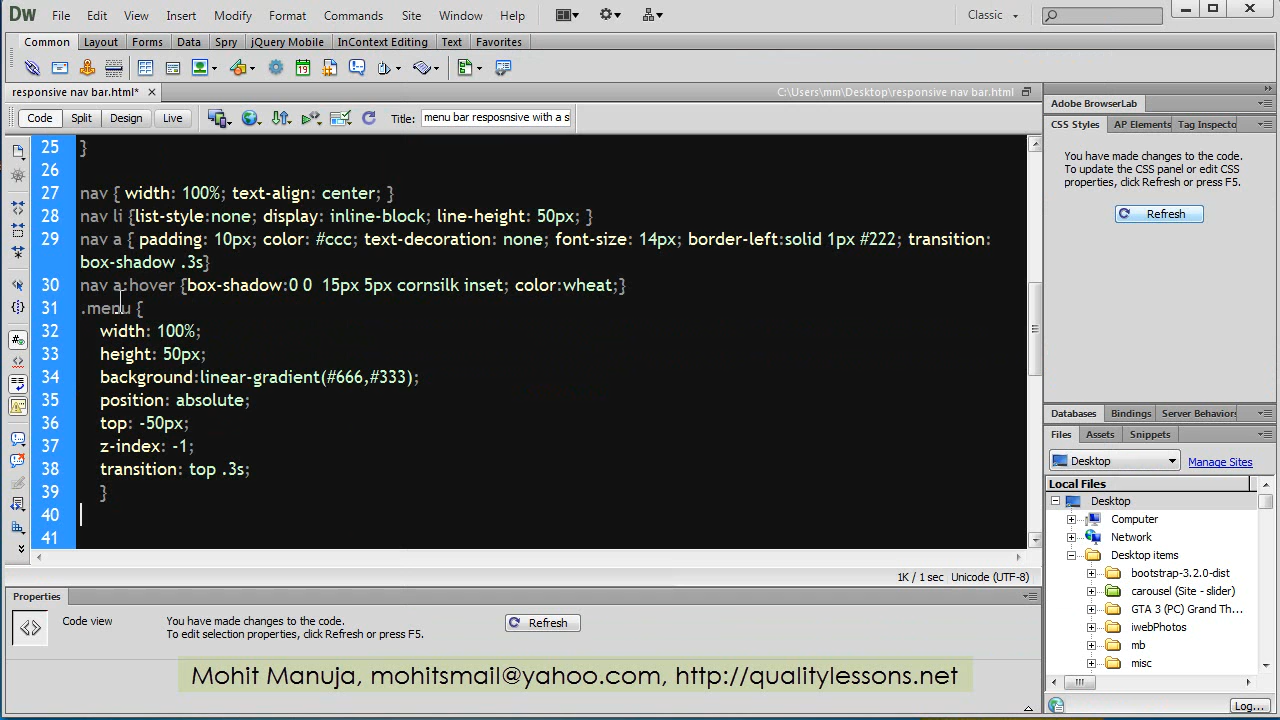 Dw File Edit View Insert Modify Format Commands Site Window Help Classic
Common Layout Forms Data Spry jQuery Mobile InContext Editing Text Favorites
responsive nav bar.html* C:\Users\mm\Desktop\responsive nav bar.html
Code Split Design Live Title: menu bar resposnsive with a s
25 }
26
27 nav { width: 100%; text-align: center; }
28 nav li {list-style:none; display: inline-block; line-height: 50px; }
29 nav a { padding: 10px; color: #ccc; text-decoration: none; font-size: 14px; border-left:solid 1px #222; transition:
box-shadow .3s}
30 nav a:hover {box-shadow:0 0 15px 5px cornsilk inset; color:wheat;}
31 .menu {
32 width: 100%;
33 height: 50px;
34 background:linear-gradient(#666,#333);
35 position: absolute;
36 top: -50px;
37 z-index: -1;
38 transition: top .3s;
39 }
40
41
1K / 1 sec Unicode (UTF-8)
Adobe BrowserLab
CSS Styles AP Elements Tag Inspecto
You have made changes to the code.
To update the CSS panel or edit CSS
properties, click Refresh or press F5.
Refresh
Databases Bindings Server Behaviors
Files Assets Snippets
Desktop Manage Sites
Local Files
Desktop
Computer
Network
Desktop items
bootstrap-3.2.0-dist
carousel (Site - slider)
GTA 3 (PC) Grand Th...
iwebPhotos
mb
misc
Log...
Properties
Code view
You have made changes to the code.
To edit selection properties, click Refresh or press F5.
Refresh
Mohit Manuja, mohitsmail@yahoo.com, http://qualitylessons.net